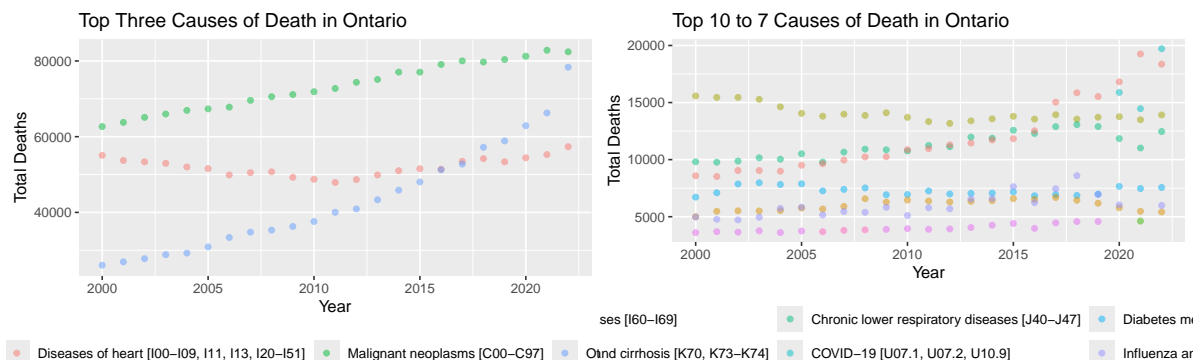 Top Three Causes of Death in Ontario
80000
60000
40000
Total Deaths
2000 2005 2010 2015 2020
Year
Diseases of heart [I00–I09, I11, I13, I20–I51] Malignant neoplasms [C00–C97]
Top 10 to 7 Causes of Death in Ontario
20000
15000
10000
5000
Total Deaths
2000 2005 2010 2015 2020
Year
ses [I60–I69] Chronic lower respiratory diseases [J40–J47] Diabetes
nd cirrhosis [K70, K73–K74] COVID–19 [U07.1, U07.2, U10.9] Influenza